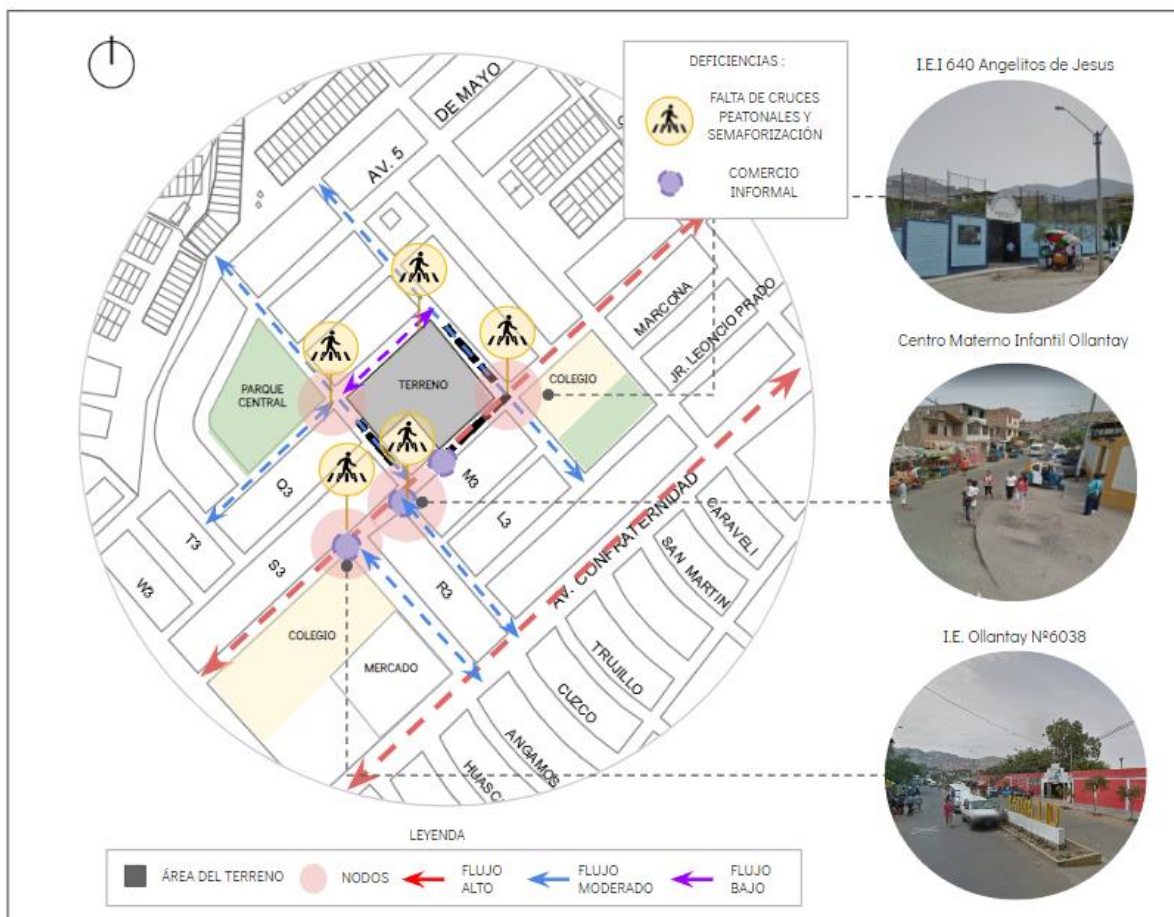 DEFICIENCIAS :
FALTA DE CRUCES
PEATONALES Y
SEMAFORIZACIÓN
COMERCIO
INFORMAL
I.E.I 640 Angelitos de Jesus
Centro Materno Infantil Ollantay
I.E. Ollantay Nº6038
DE MAYO
AV. 5
MARCONA
JR. LEONCIO PRADO
COLEGIO
TERRENO
PARQUE
CENTRAL
Q3
T3
W3
S3
M3
L3
R3
AV. CONFRATERNIDAD
CARAVELI
SAN MARTIN
TRUJILLO
CUZCO
ANGAMOS
HUASC
COLEGIO
MERCADO
LEYENDA
ÁREA DEL TERRENO
NODOS
FLUJO
ALTO
FLUJO
MODERADO
FLUJO
BAJO